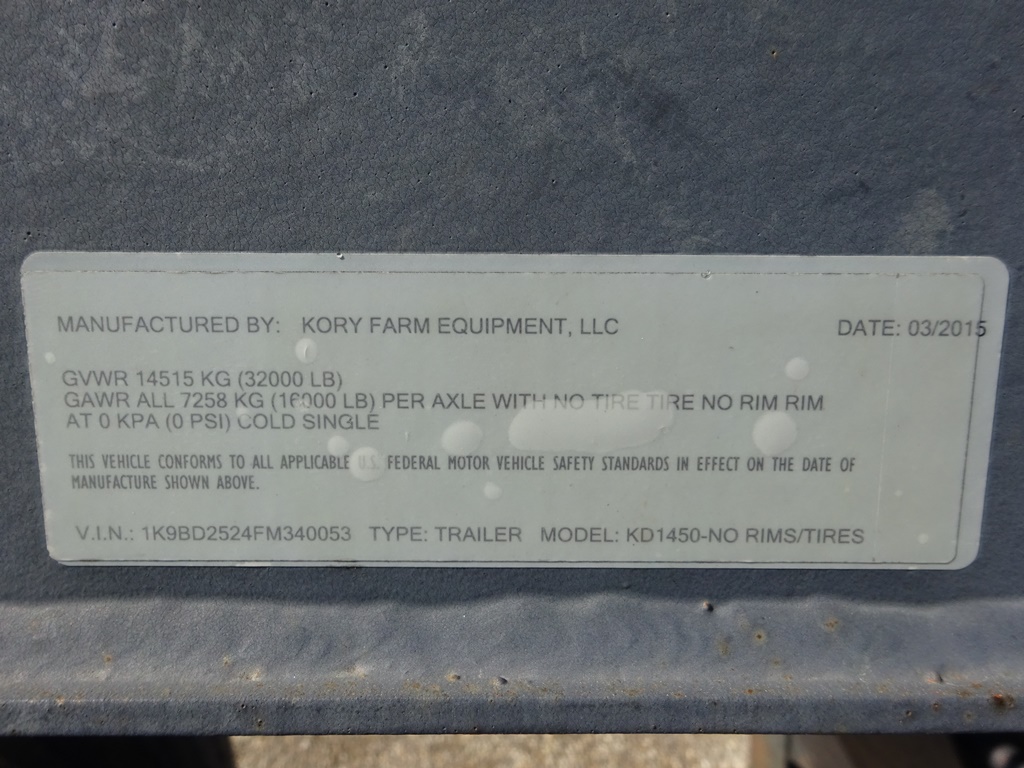 MANUFACTURED BY: KORY FARM EQUIPMENT, LLC DATE: 03/2015
GVWR 14515 KG (32000 LB)
GAWR ALL 7258 KG (16000 LB) PER AXLE WITH NO TIRE TIRE NO RIM RIM
AT 0 KPA (0 PSI) COLD SINGLE
THIS VEHICLE CONFORMS TO ALL APPLICABLE U.S. FEDERAL MOTOR VEHICLE SAFETY STANDARDS IN EFFECT ON THE DATE OF
MANUFACTURE SHOWN ABOVE.
V.I.N.: 1K9BD2524FM340053 TYPE: TRAILER MODEL: KD1450-NO RIMS/TIRES